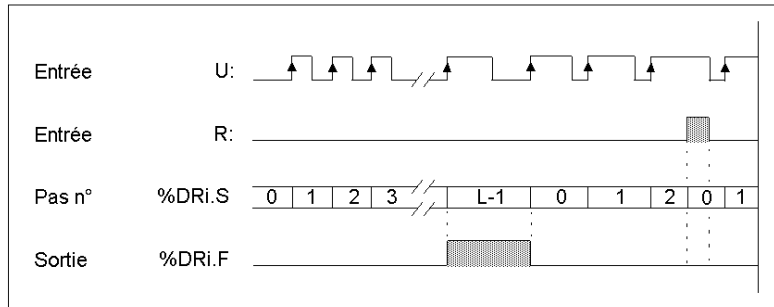 Entrée U:
Entrée R:
Pas n° %DRi.S 0 1 2 3 L-1 0 1 2 0 1
Sortie %DRi.F